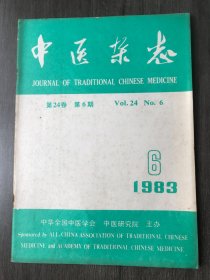 中医杂志
JOURNAL OF TRADITIONAL CHINESE MEDICINE
第24卷 第6期 Vol.24 No.6
6
1983
中华全国中医学会 中医研究院 主办
Sponsored by ALL-CHINA ASSOCIATION OF TRADITIONAL CHINESE
MEDICINE and ACADEMY OF TRADITIONAL CHINESE MEDICINE